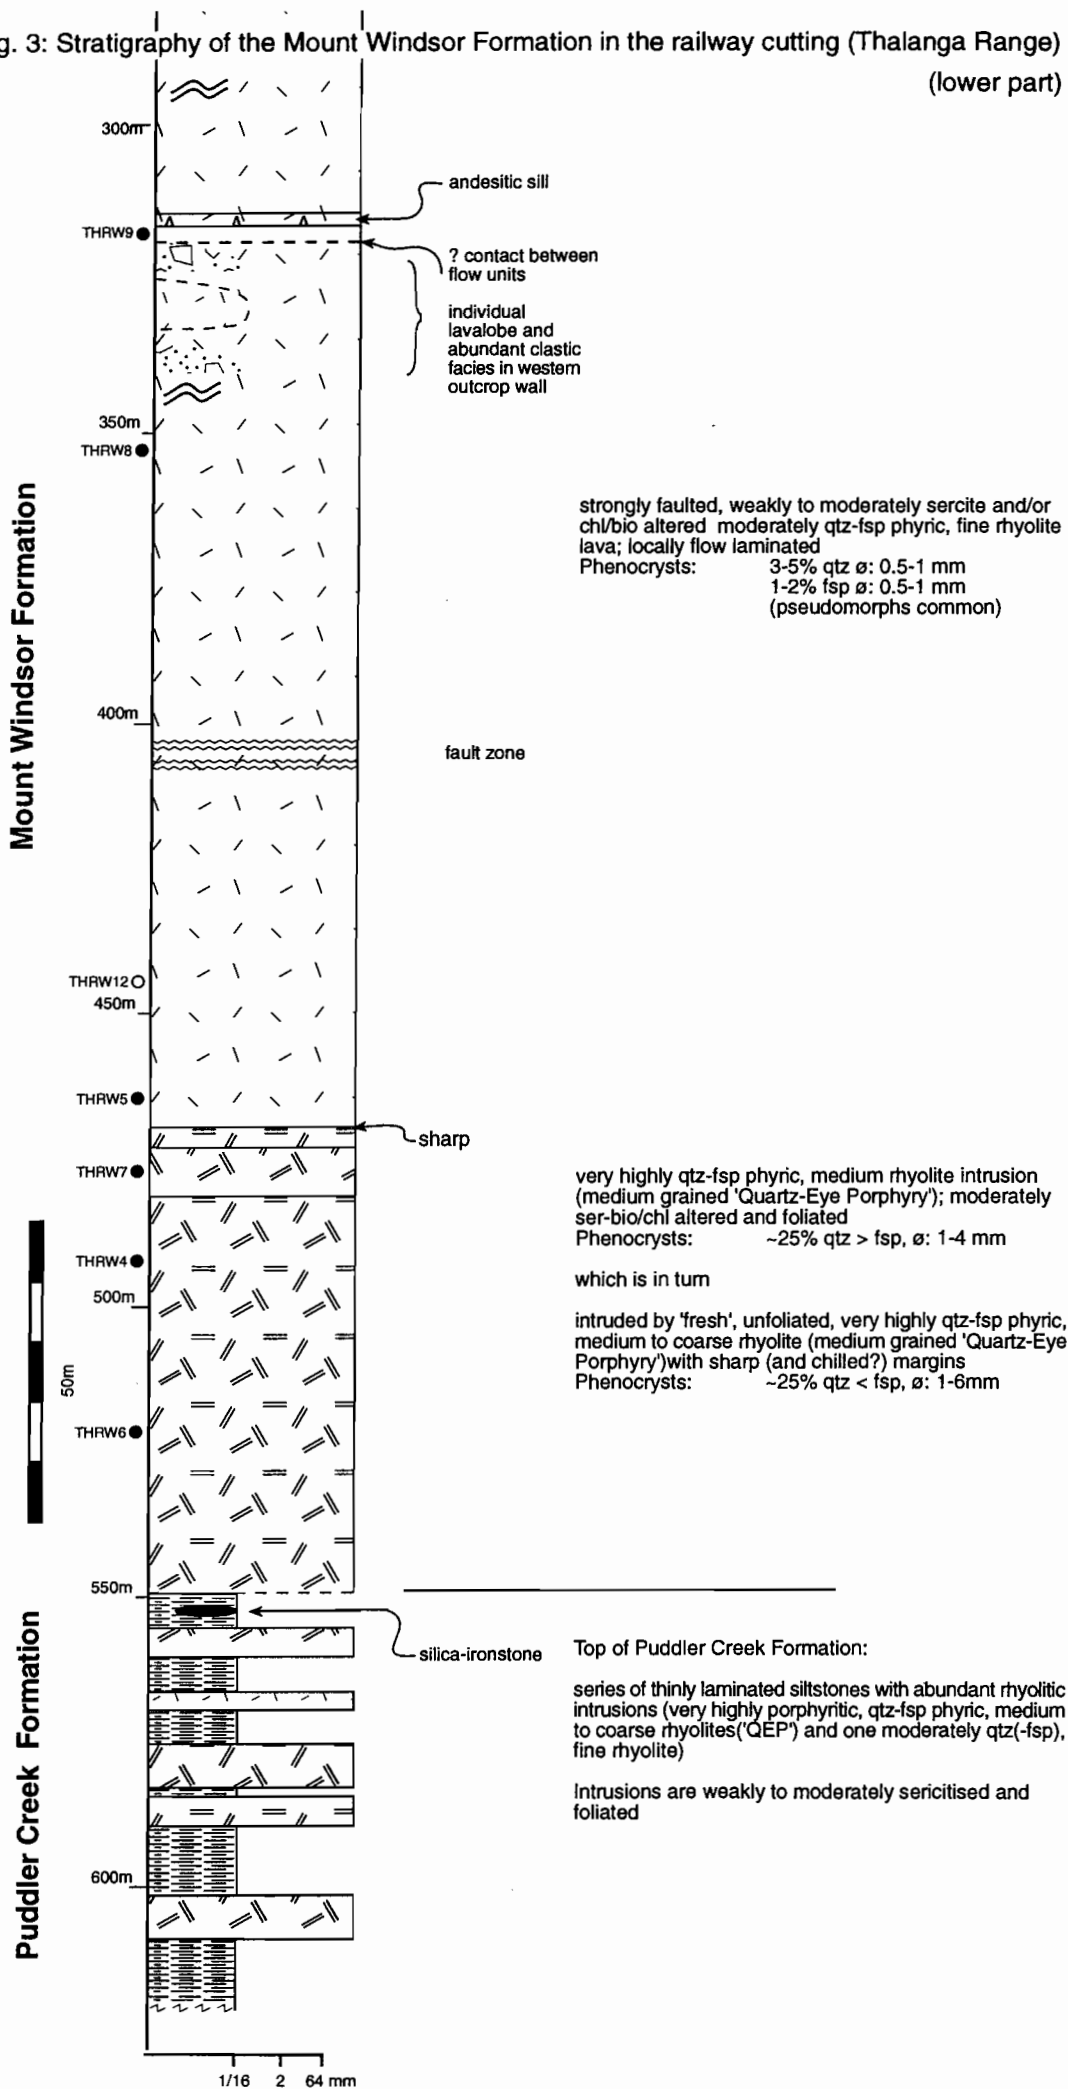 g. 3: Stratigraphy of the Mount Windsor Formation in the railway cutting (Thalanga Range)
(lower part)
300m
andesitic sill
THRW9
? contact between
flow units
individual
lavalobe and
abundant clastic
facies in western
outcrop wall
350m
THRW8
Mount Windsor Formation
strongly faulted, weakly to moderately sercite and/or
chl/bio altered moderately qtz-fsp phyric, fine rhyolite
lava; locally flow laminated
Phenocrysts: 3-5% qtz ø: 0.5-1 mm
1-2% fsp ø: 0.5-1 mm
(pseudomorphs common)
400m
fault zone
THRW12
450m
THRW5
sharp
THRW7
very highly qtz-fsp phyric, medium rhyolite intrusion
(medium grained 'Quartz-Eye Porphyry'); moderately
ser-bio/chl altered and foliated
Phenocrysts: ~25% qtz > fsp, ø: 1-4 mm
THRW4
which is in turn
500m
intruded by 'fresh', unfoliated, very highly qtz-fsp phyric,
medium to coarse rhyolite (medium grained 'Quartz-Eye
Porphyry')with sharp (and chilled?) margins
Phenocrysts: ~25% qtz < fsp, ø: 1-6mm
50m
THRW6
550m
Puddler Creek Formation
silica-ironstone
Top of Puddler Creek Formation:
series of thinly laminated siltstones with abundant rhyolitic
intrusions (very highly porphyritic, qtz-fsp phyric, medium
to coarse rhyolites('QEP') and one moderately qtz(-fsp),
fine rhyolite)
Intrusions are weakly to moderately sericitised and
foliated
600m
1/16 2 64 mm